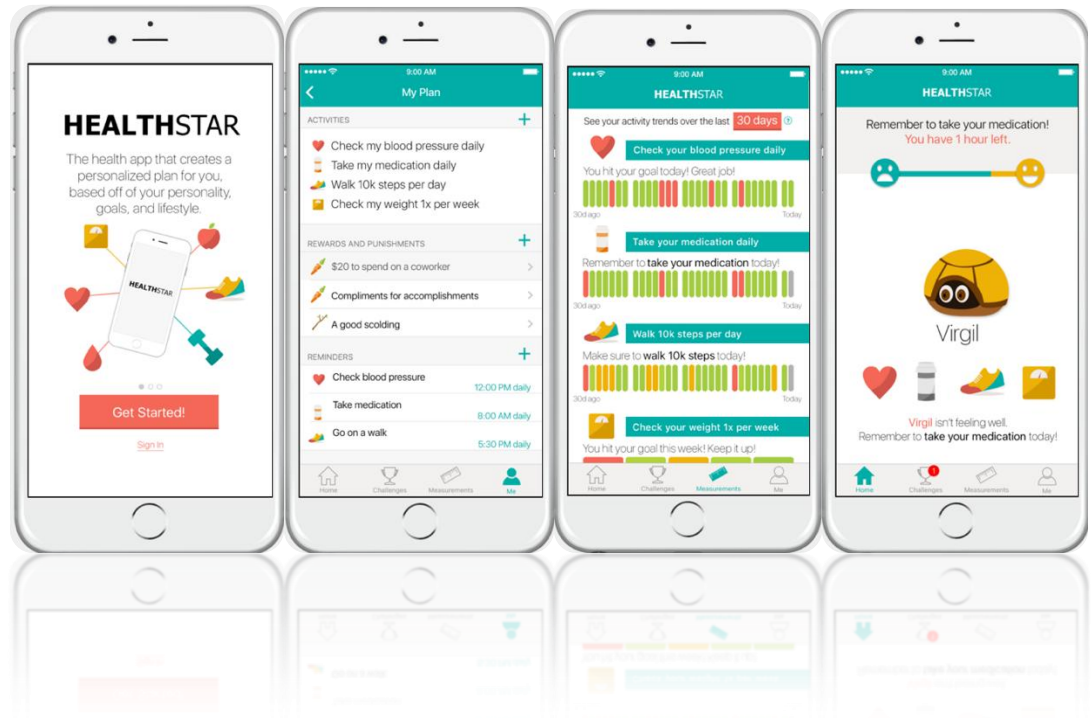 HEALTHSTAR
The health app that creates a
personalized plan for you,
based off of your personality,
goals, and lifestyle.
HEALTHSTAR
Get Started!
Sign In
9:00 AM
My Plan
ACTIVITIES
Check my blood pressure daily
Take my medication daily
Walk 10k steps per day
Check my weight 1x per week
REWARDS AND PUNISHMENTS
$20 to spend on a coworker
Compliments for accomplishments
A good scolding
REMINDERS
Check blood pressure
12:00 PM daily
Take medication
8:00 AM daily
Go on a walk
5:30 PM daily
Home Challenges Measurements Me
9:00 AM
HEALTHSTAR
See your activity trends over the last 30 days ?
Check your blood pressure daily
You hit your goal today! Great job!
30d ago Today
Take your medication daily
Remember to take your medication today!
30d ago Today
Walk 10k steps per day
Make sure to walk 10k steps today!
30d ago Today
Check your weight 1x per week
You hit your goal this week! Keep it up!
Home Challenges Measurements Me
9:00 AM
HEALTHSTAR
Remember to take your medication!
You have 1 hour left.
Virgil
Virgil isn't feeling well.
Remember to take your medication today!
1
Home Challenges Measurements Me